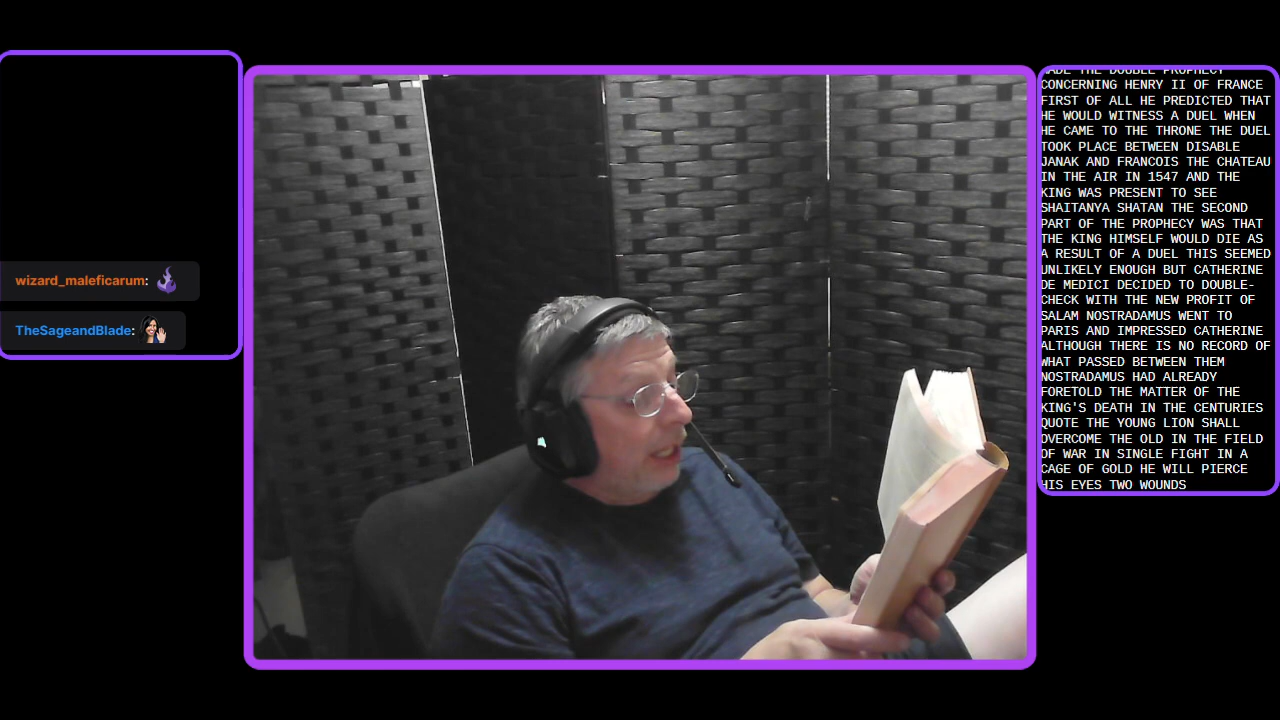 wizard_maleficarum:
TheSageandBlade:
MADE THE DOUBLE PROPHECY
CONCERNING HENRY II OF FRANCE
FIRST OF ALL HE PREDICTED THAT
HE WOULD WITNESS A DUEL WHEN
HE CAME TO THE THRONE THE DUEL
TOOK PLACE BETWEEN DISABLE
JANAK AND FRANCOIS THE CHATEAU
IN THE AIR IN 1547 AND THE
KING WAS PRESENT TO SEE
SHAITANYA SHATAN THE SECOND
PART OF THE PROPHECY WAS THAT
THE KING HIMSELF WOULD DIE AS
A RESULT OF A DUEL THIS SEEMED
UNLIKELY ENOUGH BUT CATHERINE
DE MEDICI DECIDED TO DOUBLE-
CHECK WITH THE NEW PROFIT OF
SALAM NOSTRADAMUS WENT TO
PARIS AND IMPRESSED CATHERINE
ALTHOUGH THERE IS NO RECORD OF
WHAT PASSED BETWEEN THEM
NOSTRADAMUS HAD ALREADY
FORETOLD THE MATTER OF THE
KING'S DEATH IN THE CENTURIES
QUOTE THE YOUNG LION SHALL
OVERCOME THE OLD IN THE FIELD
OF WAR IN SINGLE FIGHT IN A
CAGE OF GOLD HE WILL PIERCE
HIS EYES TWO WOUNDS